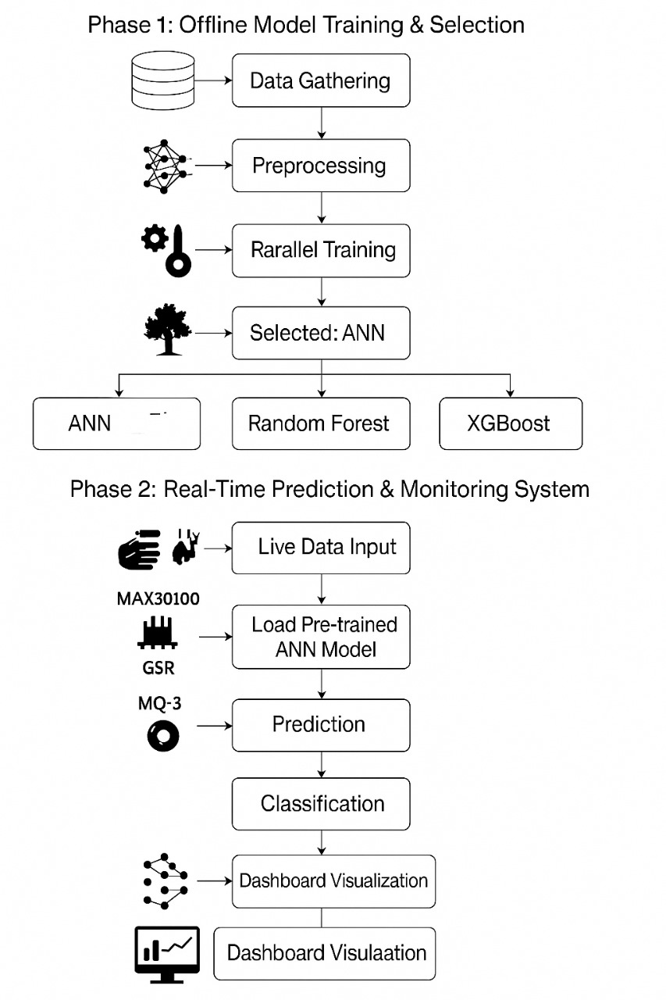 Phase 1: Offline Model Training & Selection
Data Gathering
Preprocessing
Rarallel Training
Selected: ANN
ANN
Random Forest
XGBoost
Phase 2: Real-Time Prediction & Monitoring System
Live Data Input
MAX30100
Load Pre-trained
ANN Model
GSR
MQ-3
Prediction
Classification
Dashboard Visualization
Dashboard Visulaation